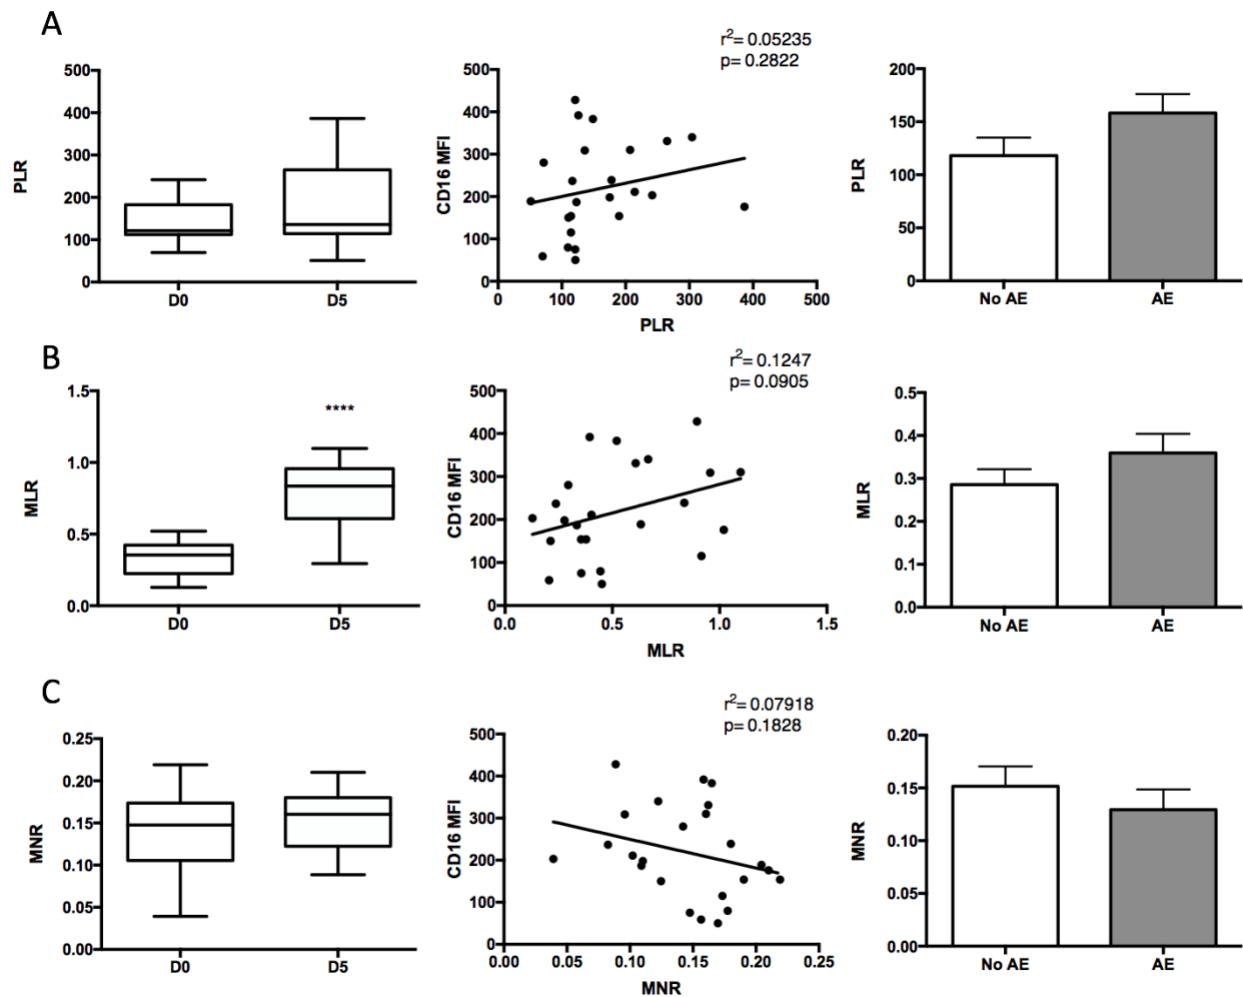 A
500
400
300
200
100
0
PLR
D0
D5
r2= 0.05235
p= 0.2822
500
400
300
200
100
0
CD16 MFI
0
100
200
300
400
500
PLR
200
150
100
50
0
PLR
No AE
AE
B
1.5
1.0
0.5
0.0
MLR
****
D0
D5
r2= 0.1247
p= 0.0905
500
400
300
200
100
0
CD16 MFI
0.0
0.5
1.0
1.5
MLR
0.5
0.4
0.3
0.2
0.1
0.0
MLR
No AE
AE
C
0.25
0.20
0.15
0.10
0.05
0.00
MNR
D0
D5
r2= 0.07918
p= 0.1828
500
400
300
200
100
0
CD16 MFI
0.00
0.05
0.10
0.15
0.20
0.25
MNR
0.20
0.15
0.10
0.05
0.00
MNR
No AE
AE